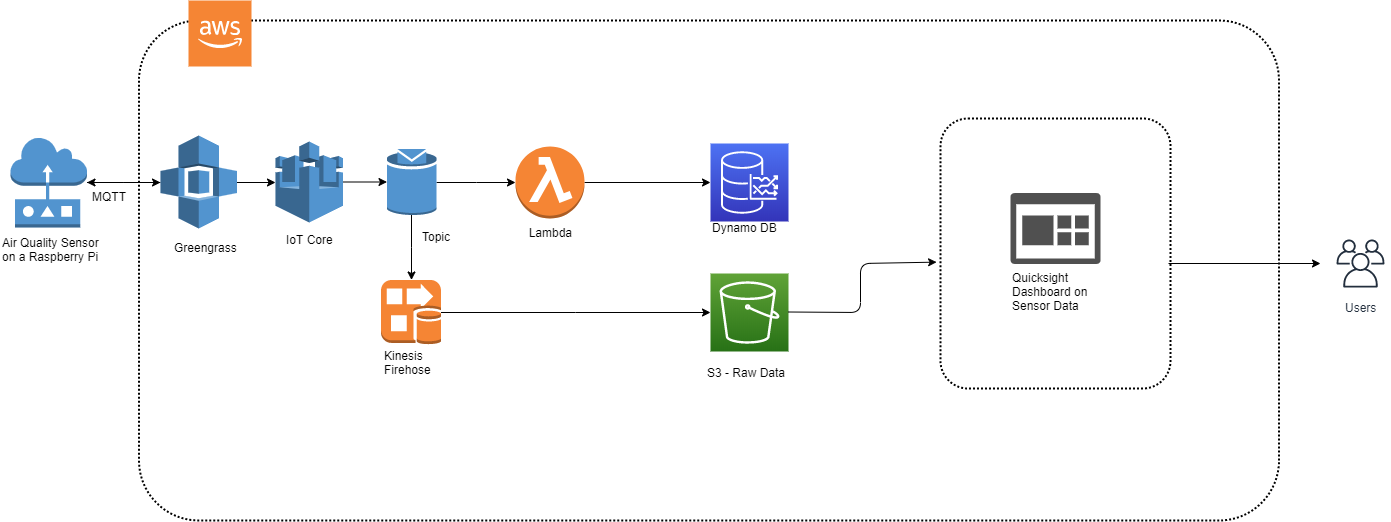 aws
MQTT
Air Quality Sensor
on a Raspberry Pi
Greengrass
IoT Core
Topic
Lambda
Dynamo DB
Kinesis
Firehose
S3 - Raw Data
Quicksight
Dashboard on
Sensor Data
Users